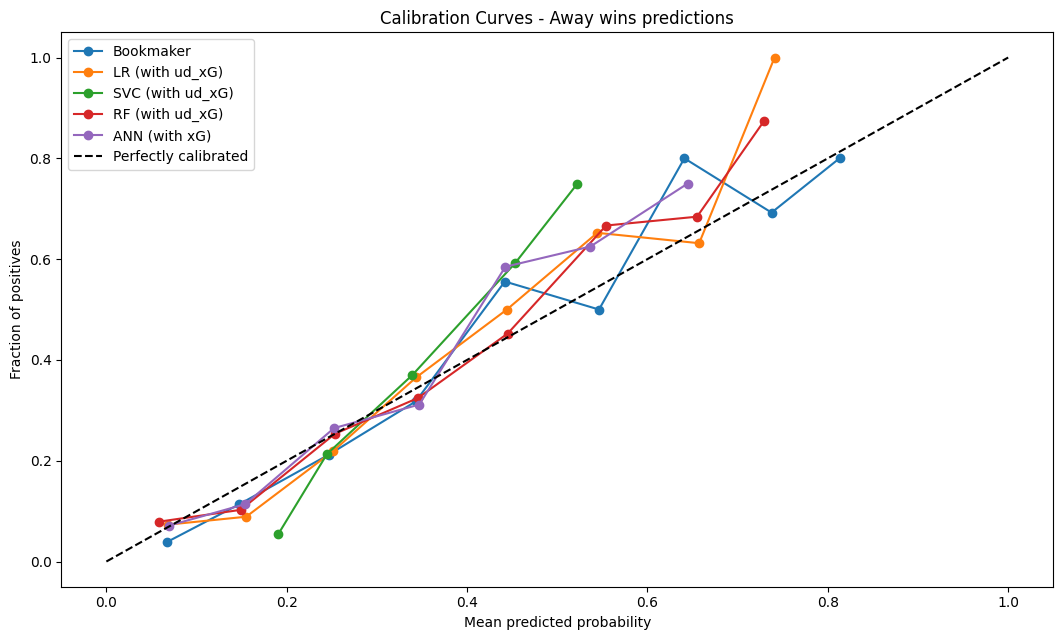 Calibration Curves - Away wins predictions
Bookmaker
LR (with ud_xG)
SVC (with ud_xG)
RF (with ud_xG)
ANN (with xG)
Perfectly calibrated
Fraction of positives
1.0
0.8
0.6
0.4
0.2
0.0
0.0 0.2 0.4 0.6 0.8 1.0
Mean predicted probability